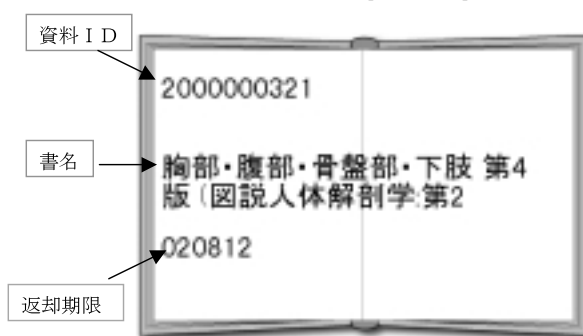 資料ＩＤ
2000000321
書名
胸部・腹部・骨盤部・下肢 第4
版（図説人体解剖学:第2
020812
返却期限